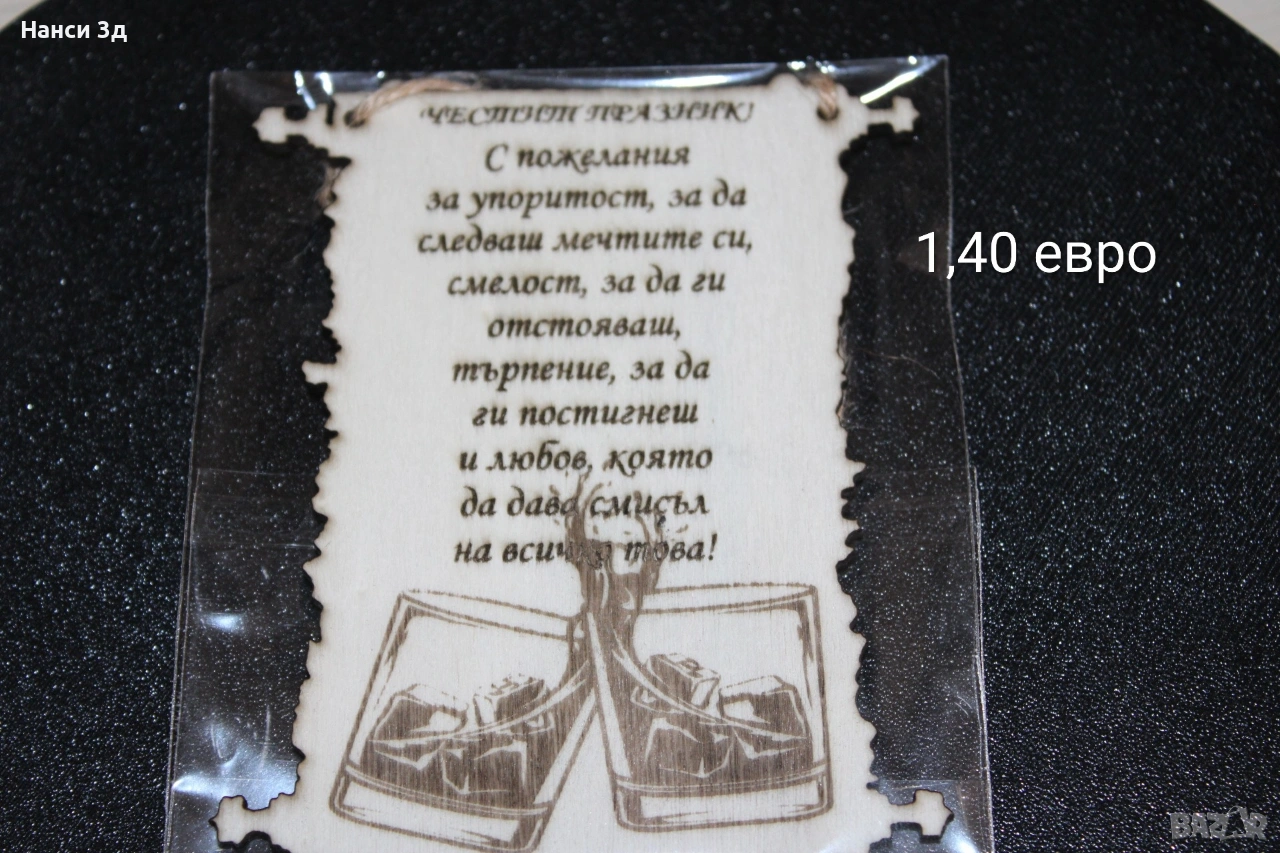 Нанси 3д
ЧЕСТИТ ПРАЗНИК!
С пожелания
за упоритост, за да
следваш мечтите си,
смелост, за да ги
отстояваш,
търпение, за да
ги постигнеш
и любов, която
да дава смисъл
на всичко това!
1,40 евро
BAZAR